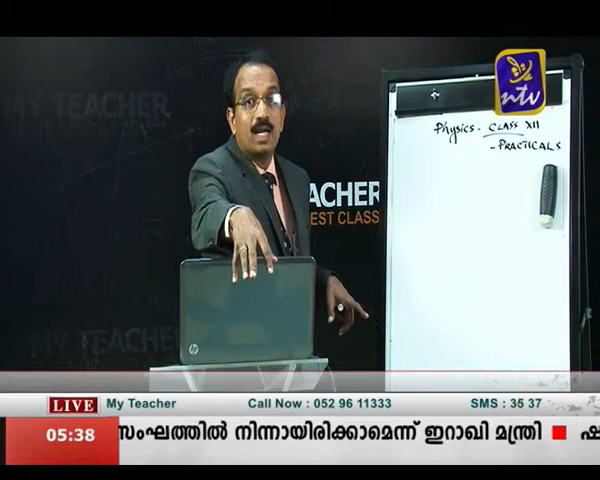 MY TEACHER
ntv
Physics. CLASS XII
- PRACTICALS
ACHER
EST CLASS
MY TEACHER
hp
LIVE My Teacher Call Now : 052 96 11333 SMS : 35 37
05:38 സംഘത്തിൽ നിന്നായിരിക്കാമെന്ന് ഇറാഖി മന്ത്രി ■ ഷ